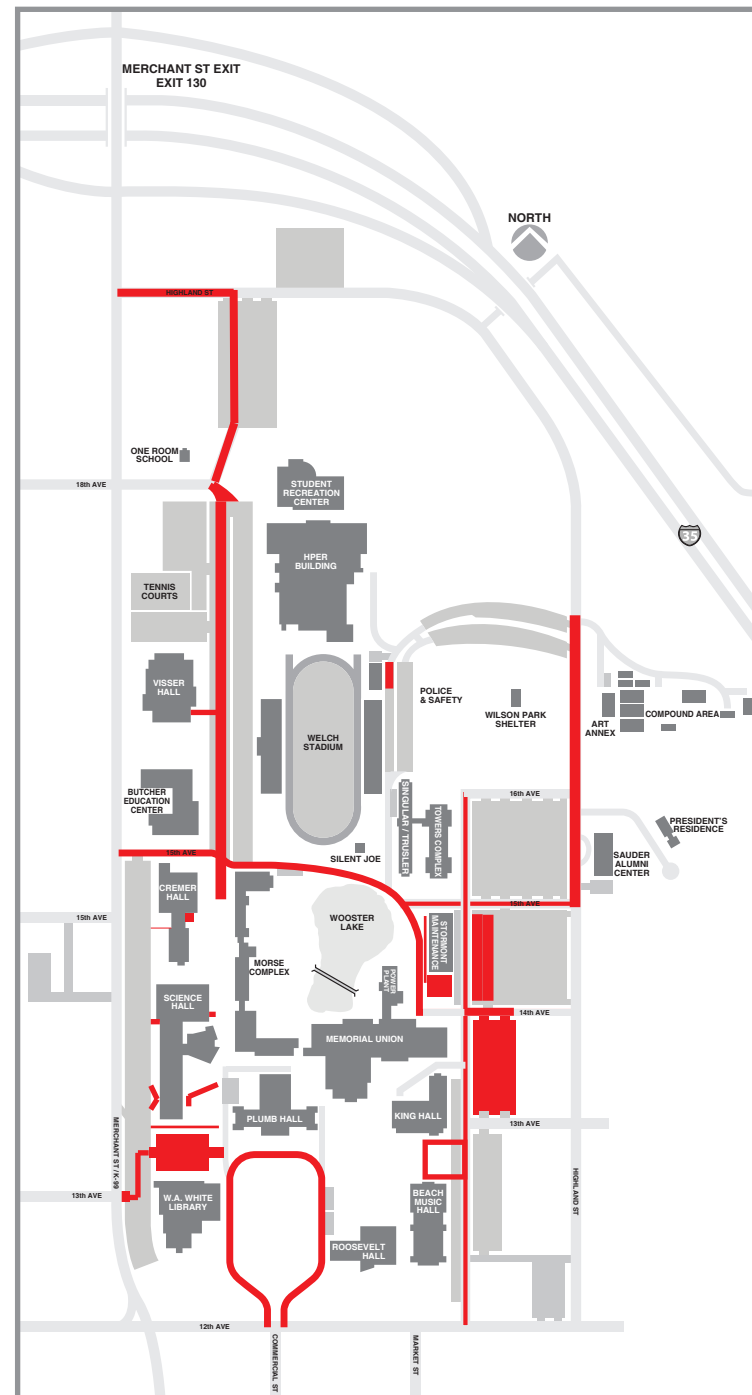 MERCHANT ST EXIT
EXIT 130
NORTH
HIGHLAND ST
ONE ROOM
SCHOOL
18th AVE
STUDENT
RECREATION
CENTER
35
HPER
BUILDING
TENNIS
COURTS
VISSER
HALL
POLICE
& SAFETY
WILSON PARK
SHELTER
ART
ANNEX
COMPOUND AREA
WELCH
STADIUM
BUTCHER
EDUCATION
CENTER
SINGULAR / TRUSLER
TOWERS COMPLEX
16th AVE
PRESIDENT'S
RESIDENCE
15th AVE
SILENT JOE
SAUDER
ALUMNI
CENTER
CREMER
HALL
15th AVE
15th AVE
WOOSTER
LAKE
STORMONT
MAINTENANCE
MORSE
COMPLEX
POWER
PLANT
SCIENCE
HALL
14th AVE
MEMORIAL UNION
PLUMB HALL
KING HALL
13th AVE
MERCHANT ST / K-99
13th AVE
W.A. WHITE
LIBRARY
BEACH
MUSIC
HALL
HIGHLAND ST
ROOSEVELT
HALL
12th AVE
COMMERCIAL ST
MARKET ST